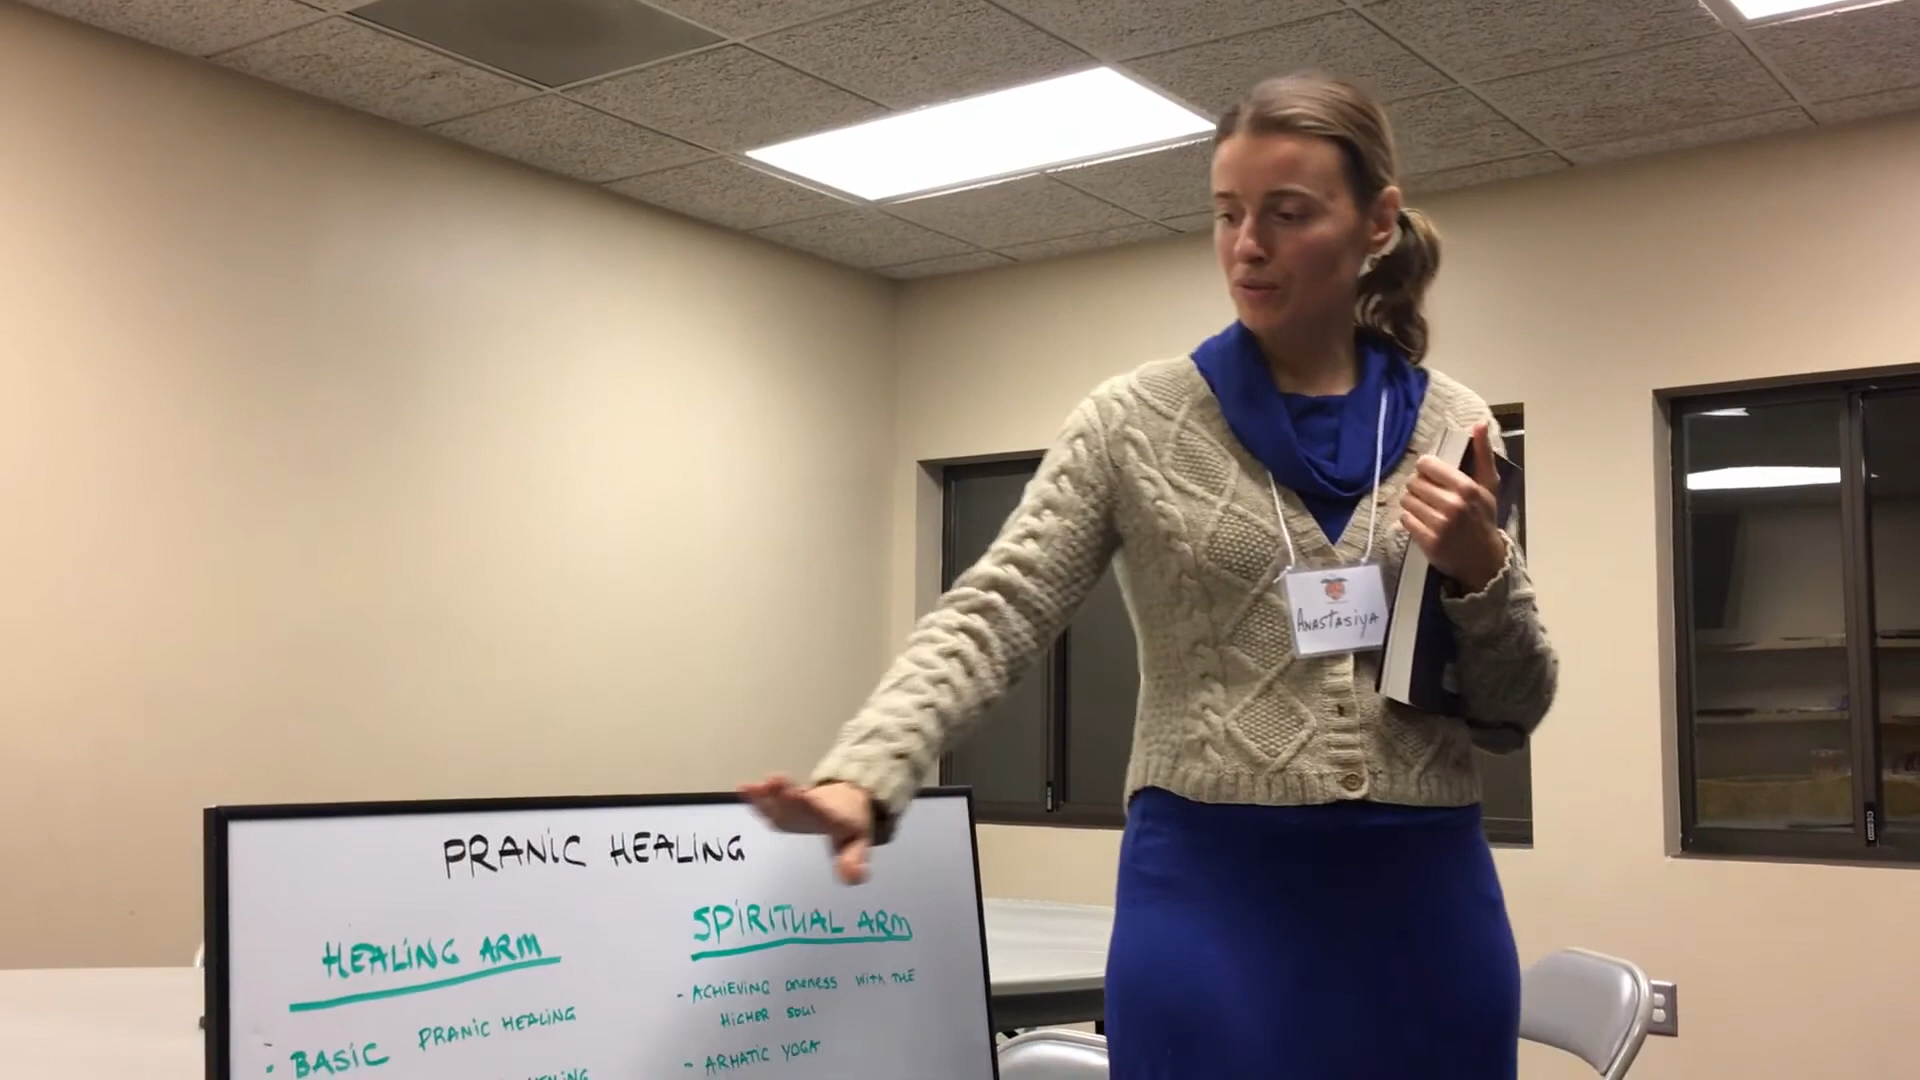 PRANIC HEALING
HEALING ARM
BASIC PRANIC HEALING
SPIRITUAL ARM
- ACHIEVING ONENESS WITH THE
HIGHER SOUL
- ARHATIC YOGA
ANASTASIYA